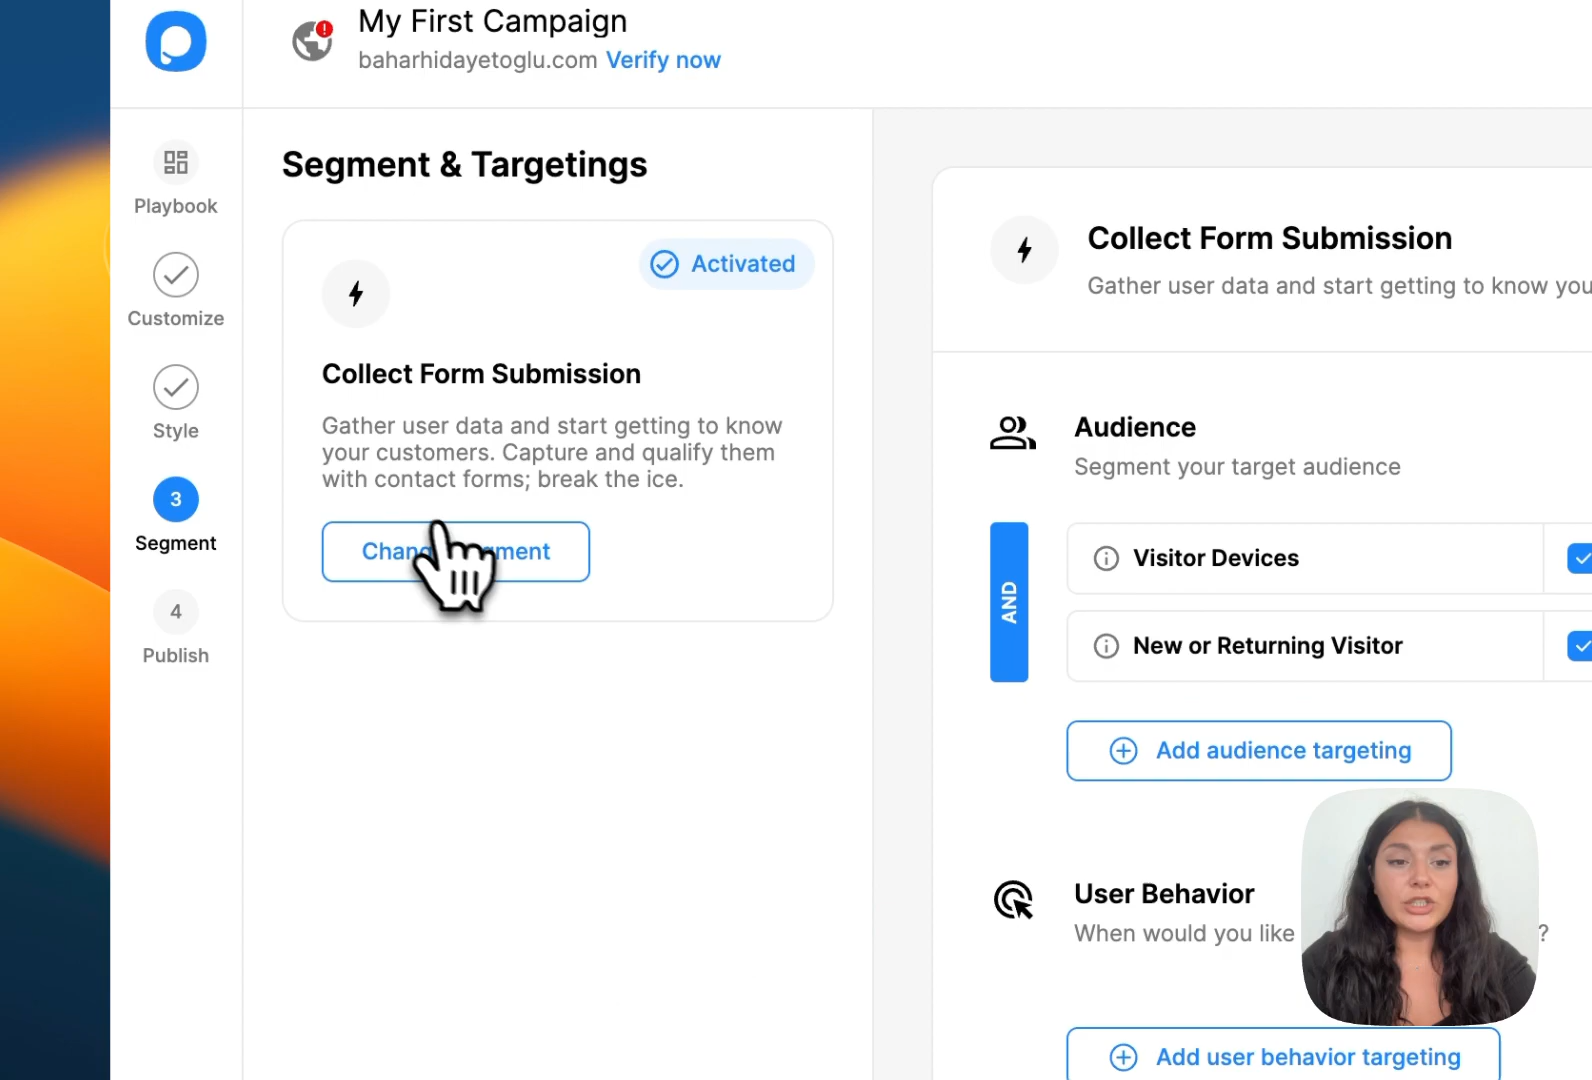 My First Campaign
baharhidayetoglu.com Verify now
Playbook
Customize
Style
3
Segment
4
Publish
Segment & Targetings
Activated
Collect Form Submission
Gather user data and start getting to know
your customers. Capture and qualify them
with contact forms; break the ice.
Collect Form Submission
Gather user data and start getting to know you
Audience
Segment your target audience
AND
Visitor Devices
New or Returning Visitor
Add audience targeting
User Behavior
When would you like ?
Add user behavior targeting